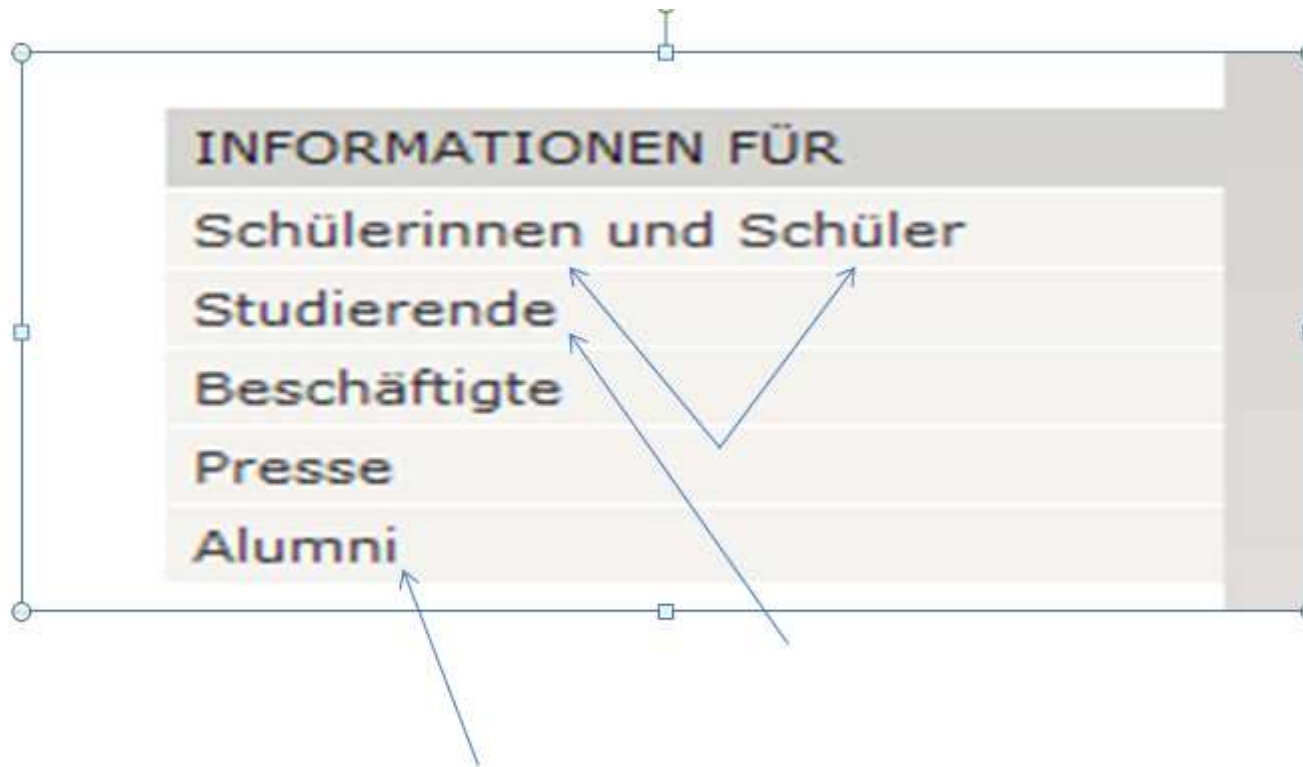 INFORMATIONEN FÜR
Schülerinnen und Schüler
Studierende
Beschäftigte
Presse
Alumni